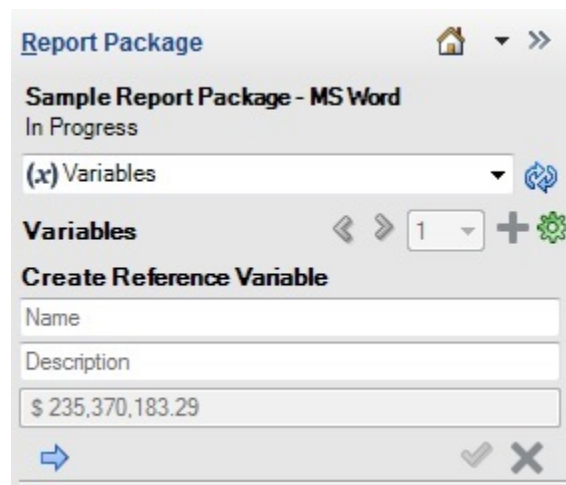 Report Package
Sample Report Package - MS Word
In Progress
(x) Variables
Variables 1
Create Reference Variable
Name
Description
$ 235,370,183.29